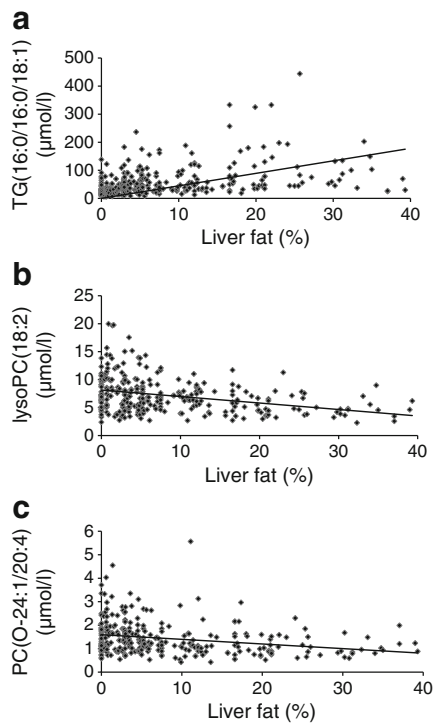 a
TG(16:0/16:0/18:1)
(μmol/l)
500
400
300
200
100
0
0 10 20 30 40
Liver fat (%)
b
lysoPC(18:2)
(μmol/l)
25
20
15
10
5
0
0 10 20 30 40
Liver fat (%)
c
PC(O-24:1/20:4)
(μmol/l)
6
5
4
3
2
1
0
0 10 20 30 40
Liver fat (%)